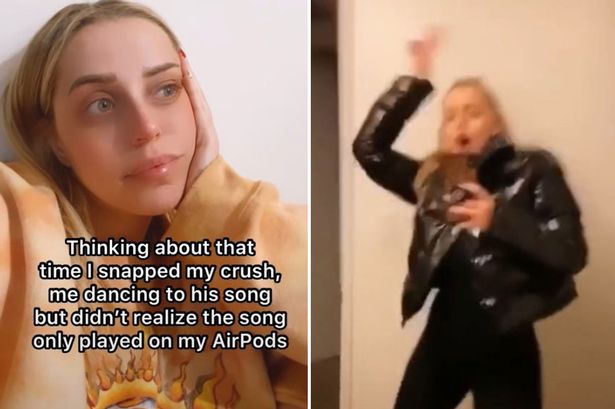 Thinking about that
time I snapped my crush,
me dancing to his song
but didn't realize the song
only played on my AirPods